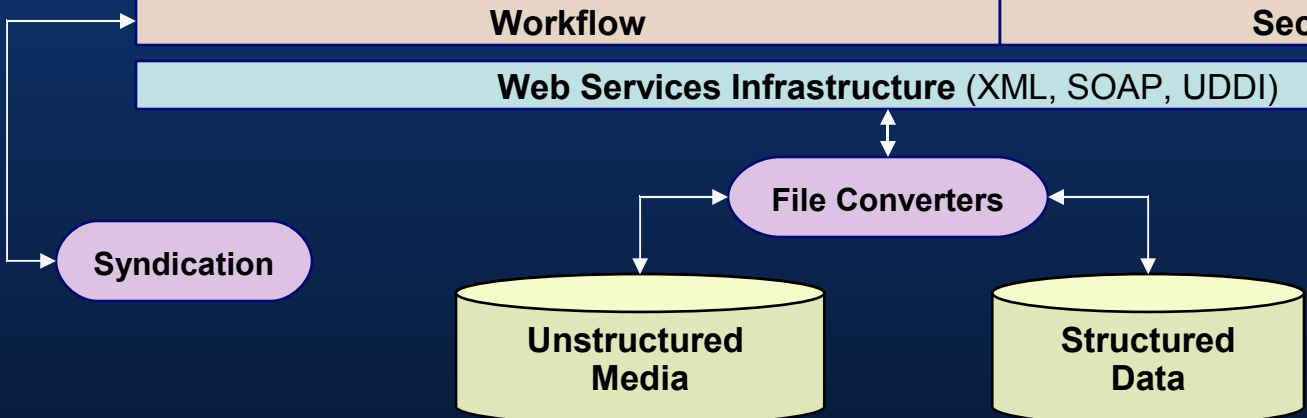 Workflow
Web Services Infrastructure (XML, SOAP, UDDI)
File Converters
Syndication
Unstructured
Media
Structured
Data